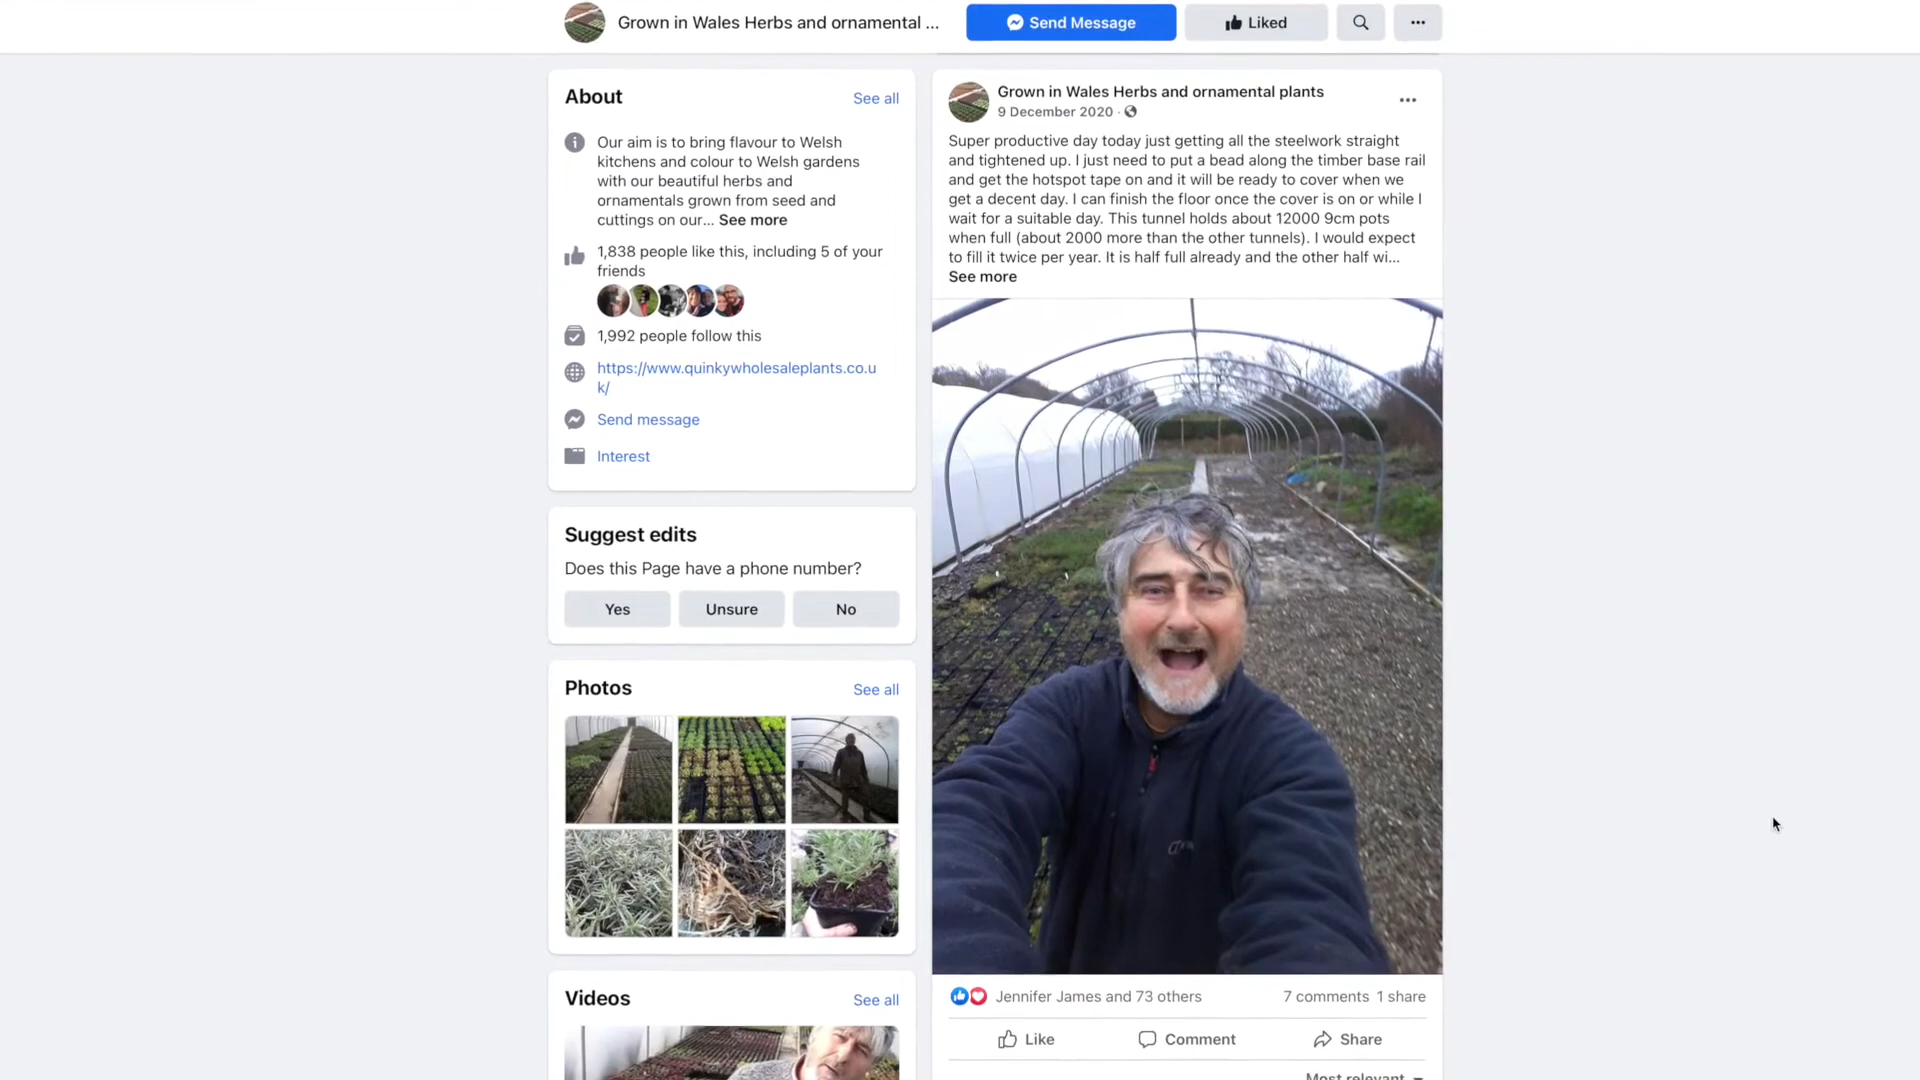 Grown in Wales Herbs and ornamental ...
Send Message
Liked
About
See all
Our aim is to bring flavour to Welsh
kitchens and colour to Welsh gardens
with our beautiful herbs and
ornamentals grown from seed and
cuttings on our... See more
1,838 people like this, including 5 of your
friends
1,992 people follow this
https://www.quinkywholesaleplants.co.u
k/
Send message
Interest
Suggest edits
Does this Page have a phone number?
Yes
Unsure
No
Photos
See all
Videos
See all
Grown in Wales Herbs and ornamental plants
9 December 2020 ·
Super productive day today just getting all the steelwork straight
and tightened up. I just need to put a bead along the timber base rail
and get the hotspot tape on and it will be ready to cover when we
get a decent day. I can finish the floor once the cover is on or while I
wait for a suitable day. This tunnel holds about 12000 9cm pots
when full (about 2000 more than the other tunnels). I would expect
to fill it twice per year. It is half full already and the other half wi...
See more
Jennifer James and 73 others
7 comments 1 share
Like
Comment
Share
Most relevant